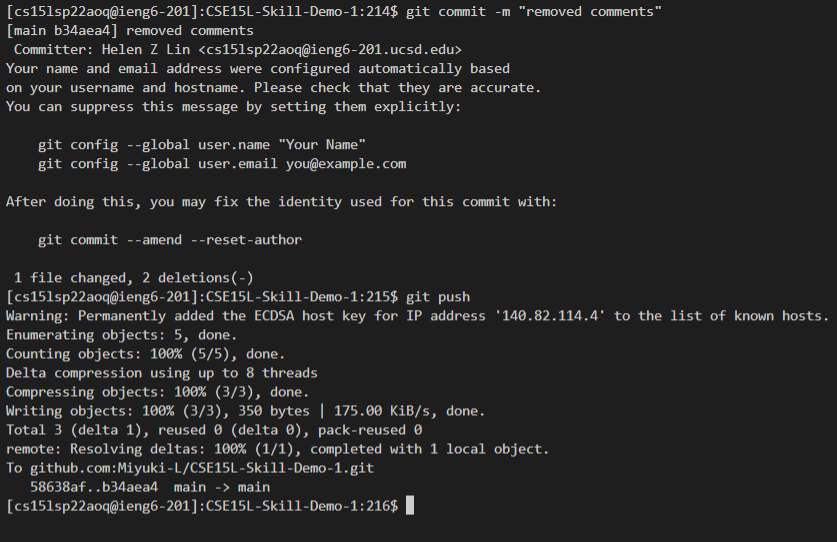 [cs15lsp22aoq@ieng6-201]:CSE15L-Skill-Demo-1:214$ git commit -m "removed comments"
[main b34aea4] removed comments
 Committer: Helen Z Lin <cs15lsp22aoq@ieng6-201.ucsd.edu>
Your name and email address were configured automatically based
on your username and hostname. Please check that they are accurate.
You can suppress this message by setting them explicitly:

    git config --global user.name "Your Name"
    git config --global user.email you@example.com

After doing this, you may fix the identity used for this commit with:

    git commit --amend --reset-author

 1 file changed, 2 deletions(-)
[cs15lsp22aoq@ieng6-201]:CSE15L-Skill-Demo-1:215$ git push
Warning: Permanently added the ECDSA host key for IP address '140.82.114.4' to the list of known hosts.
Enumerating objects: 5, done.
Counting objects: 100% (5/5), done.
Delta compression using up to 8 threads
Compressing objects: 100% (3/3), done.
Writing objects: 100% (3/3), 350 bytes | 175.00 KiB/s, done.
Total 3 (delta 1), reused 0 (delta 0), pack-reused 0
remote: Resolving deltas: 100% (1/1), completed with 1 local object.
To github.com:Miyuki-L/CSE15L-Skill-Demo-1.git
   58638af..b34aea4  main -> main
[cs15lsp22aoq@ieng6-201]:CSE15L-Skill-Demo-1:216$